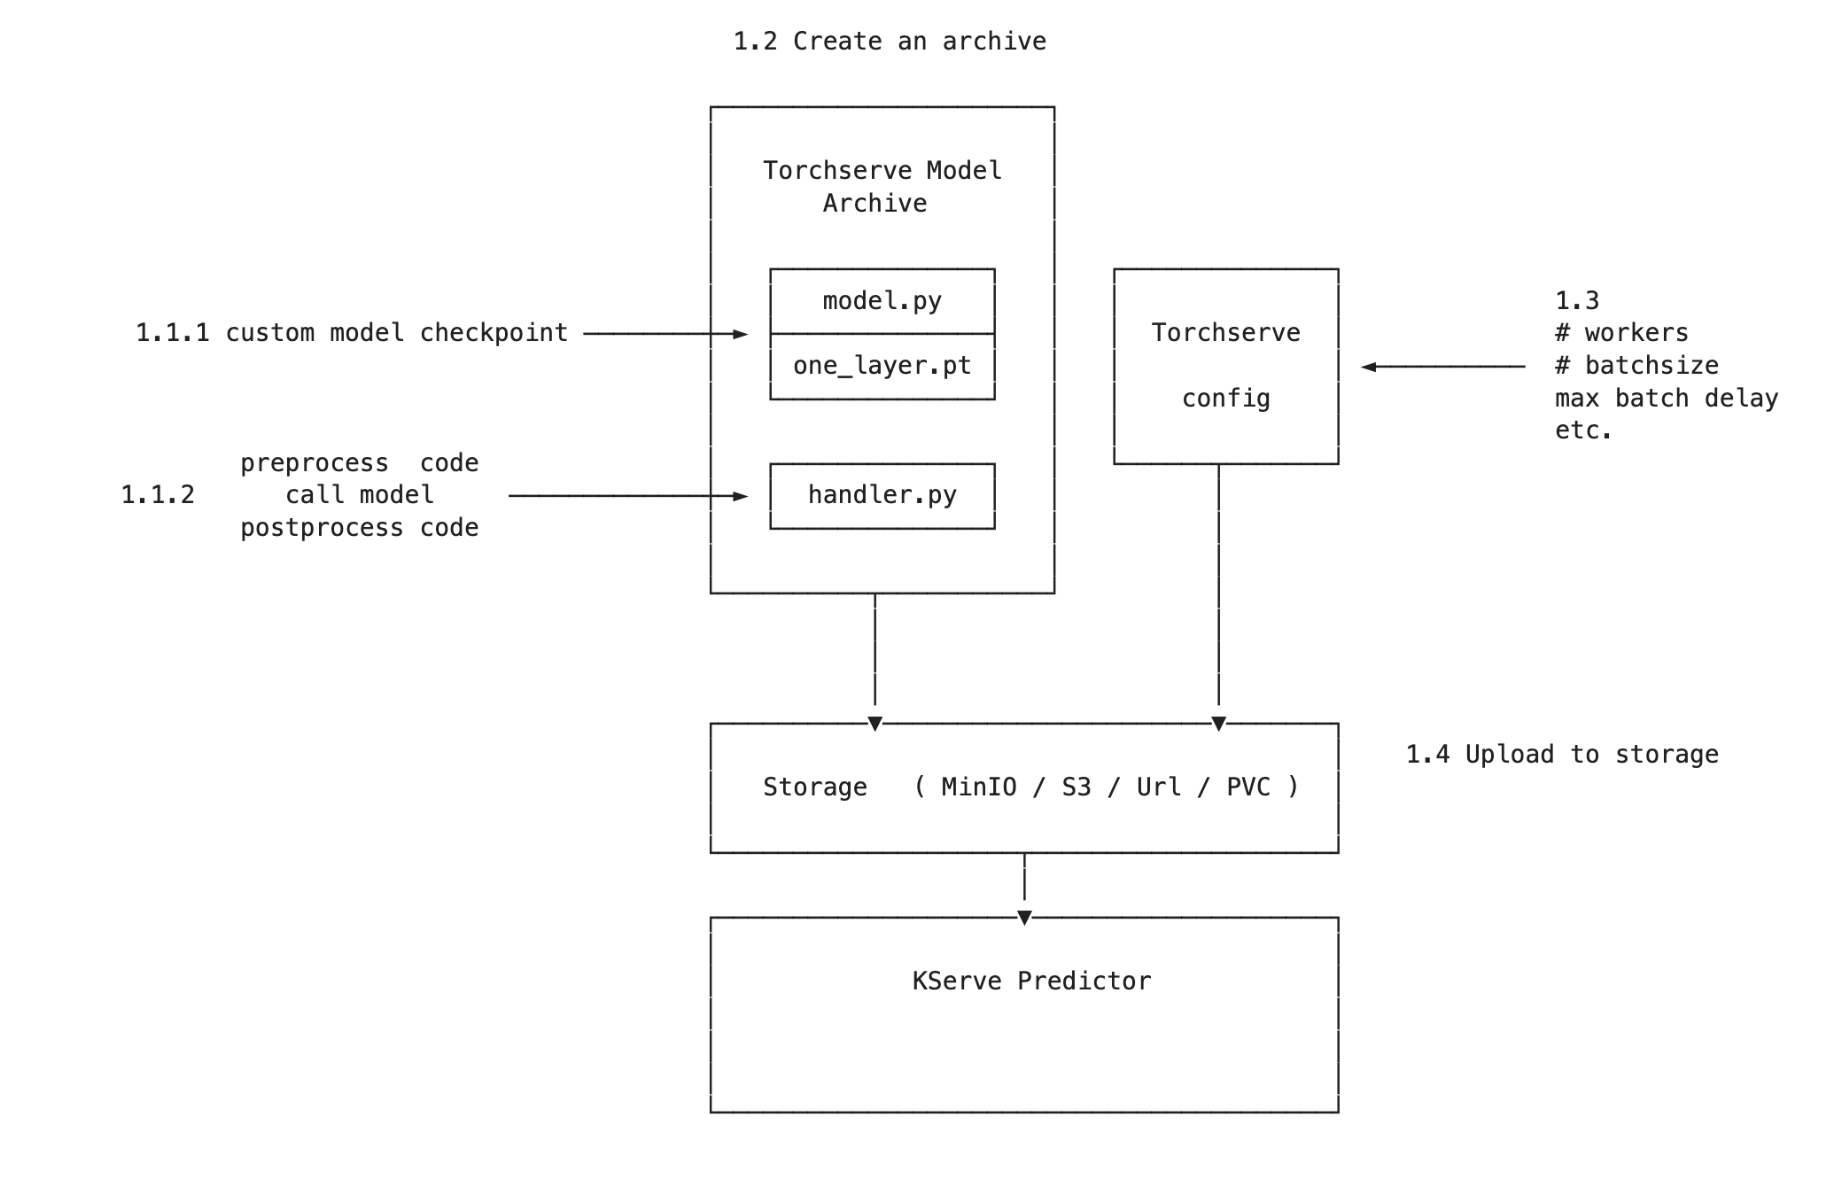 1.2 Create an archive
Torchserve Model
Archive
model.py
one_layer.pt
1.1.1 custom model checkpoint
preprocess  code
1.1.2      call model
postprocess code
handler.py
Torchserve
config
1.3
# workers
# batchsize
max batch delay
etc.
Storage   ( MinIO / S3 / Url / PVC )
1.4 Upload to storage
KServe Predictor